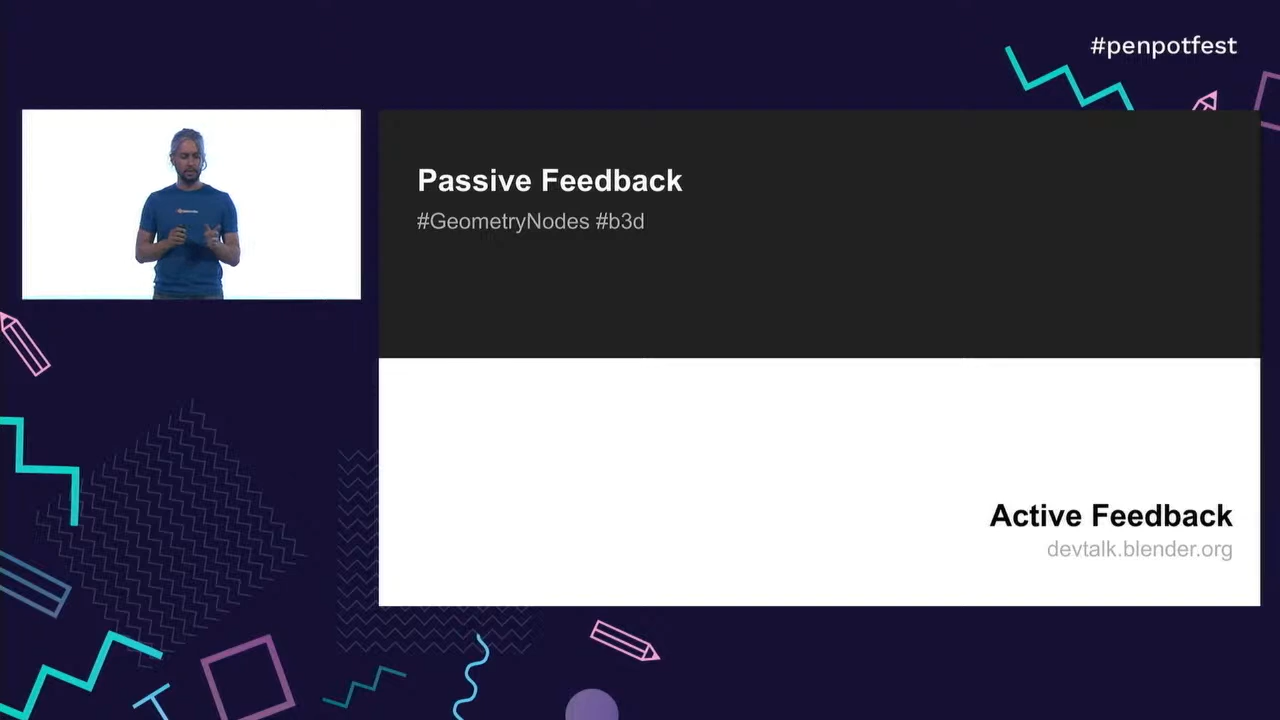 #penpotfest
Passive Feedback
#GeometryNodes #b3d
Active Feedback
devtalk.blender.org